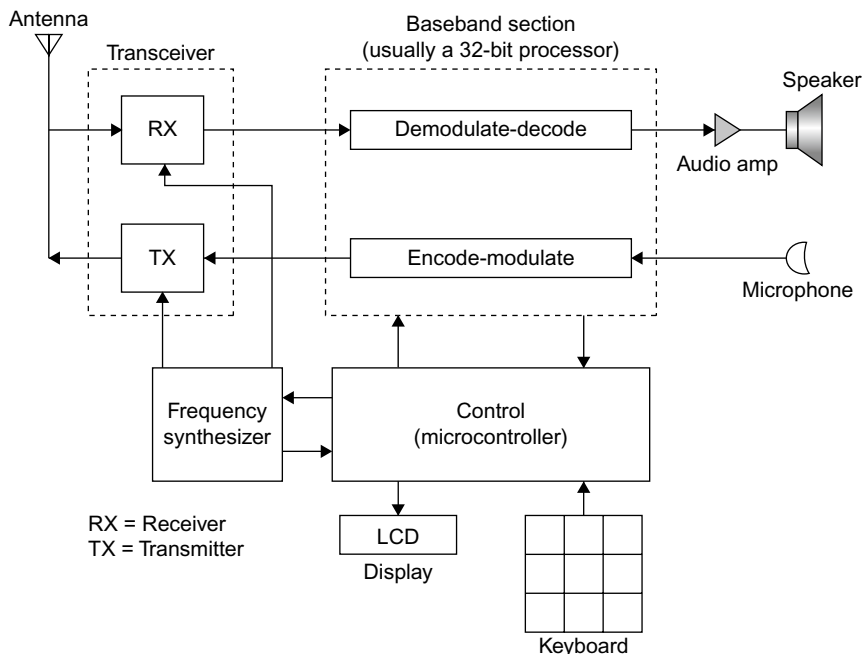 Antenna
Transceiver
Baseband section
(usually a 32-bit processor)
Speaker
RX
Demodulate-decode
Audio amp
TX
Encode-modulate
Microphone
Frequency
synthesizer
Control
(microcontroller)
RX = Receiver
TX = Transmitter
LCD
Display
Keyboard